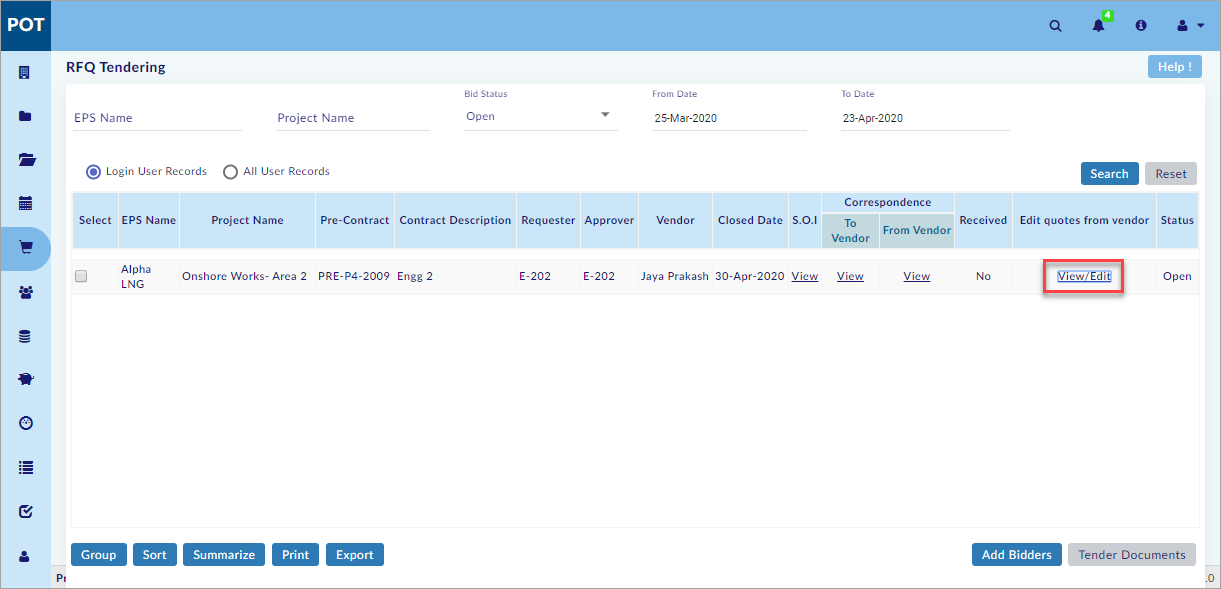 POT
4
RFQ Tendering
Help !
Bid Status
From Date
To Date
EPS Name
Project Name
Open
25-Mar-2020
23-Apr-2020
Login User Records
All User Records
Search
Reset
Select
EPS Name
Project Name
Pre-Contract
Contract Description
Requester
Approver
Vendor
Closed Date
S.O.I
Correspondence
To
Vendor
From Vendor
Received
Edit quotes from vendor
Status
Alpha
LNG
Onshore Works- Area 2
PRE-P4-2009
Engg 2
E-202
E-202
Jaya Prakash
30-Apr-2020
View
View
View
No
View/Edit
Open
Group
Sort
Summarize
Print
Export
Add Bidders
Tender Documents